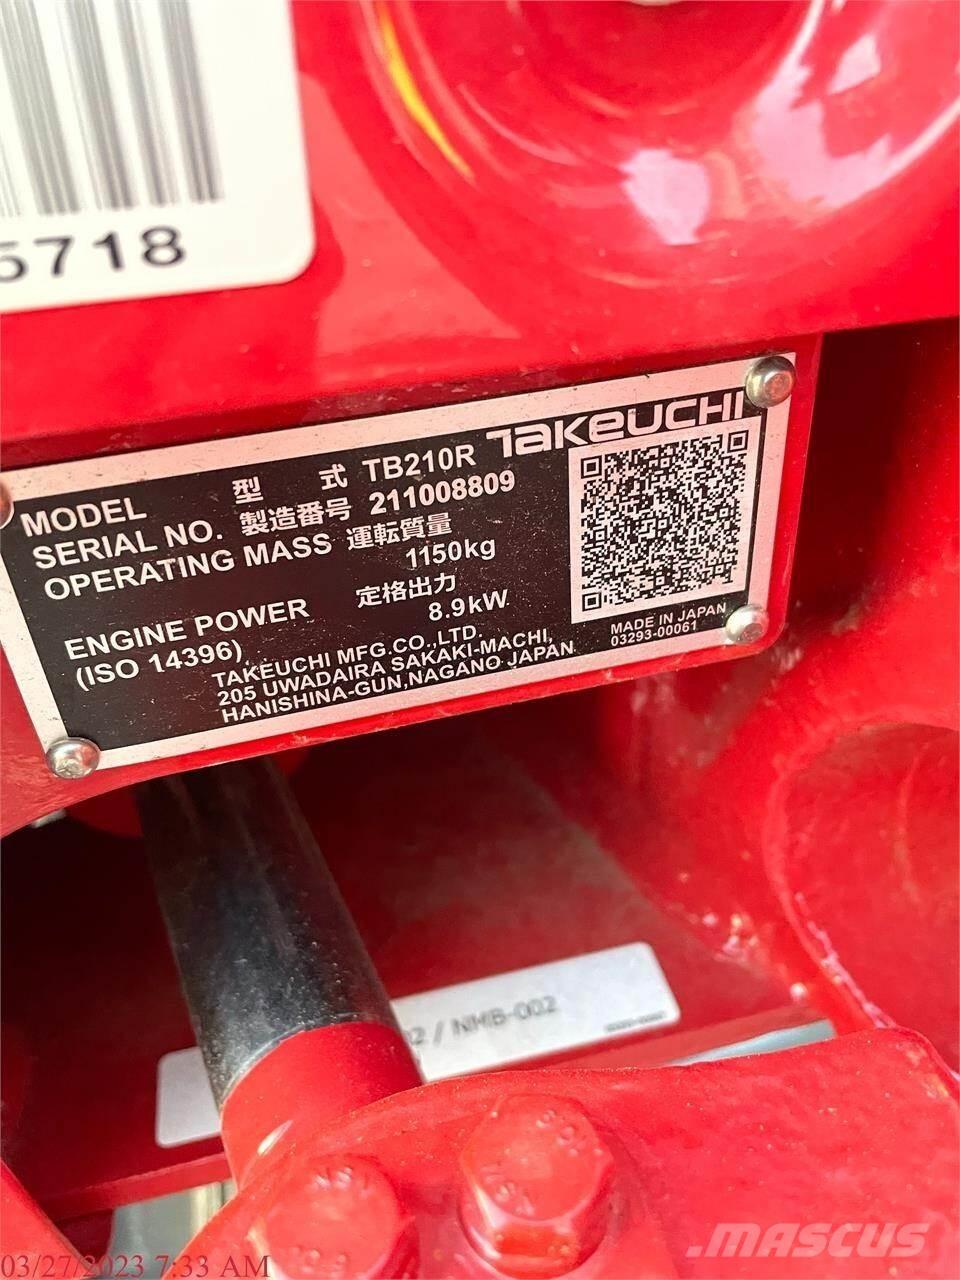 5718
TAKEUCHI
MODEL 型式 TB210R
SERIAL NO. 製造番号 211008809
OPERATING MASS 運転質量
1150kg
ENGINE POWER 定格出力
(ISO 14396) 8.9kW
TAKEUCHI MFG.CO.,LTD.
205 UWADAIRA SAKAKI-MACHI,
HANISHINA-GUN,NAGANO JAPAN
MADE IN JAPAN
03293-00061
02 / NMB-002
03/27/2023 7:33 AM
MASCUS